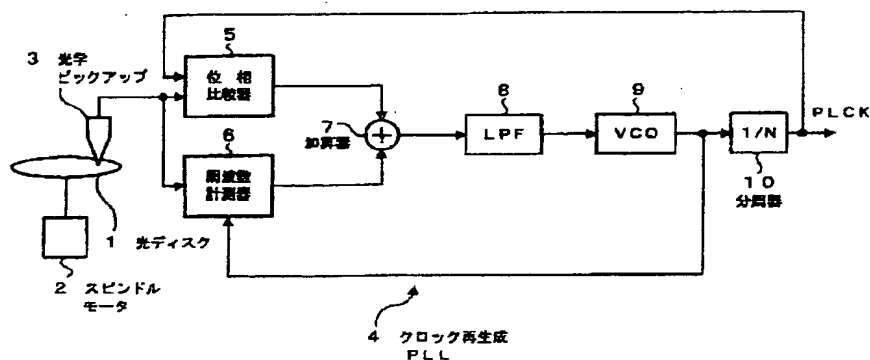 3 光学
ピックアップ
5
位相
比較器
6
周波数
計測器
7
加算器
8
LPF
9
VCO
1/N
PLCK
10
分周器
1 光ディスク
2 スピンドル
モータ
4 クロック再生成
PLL